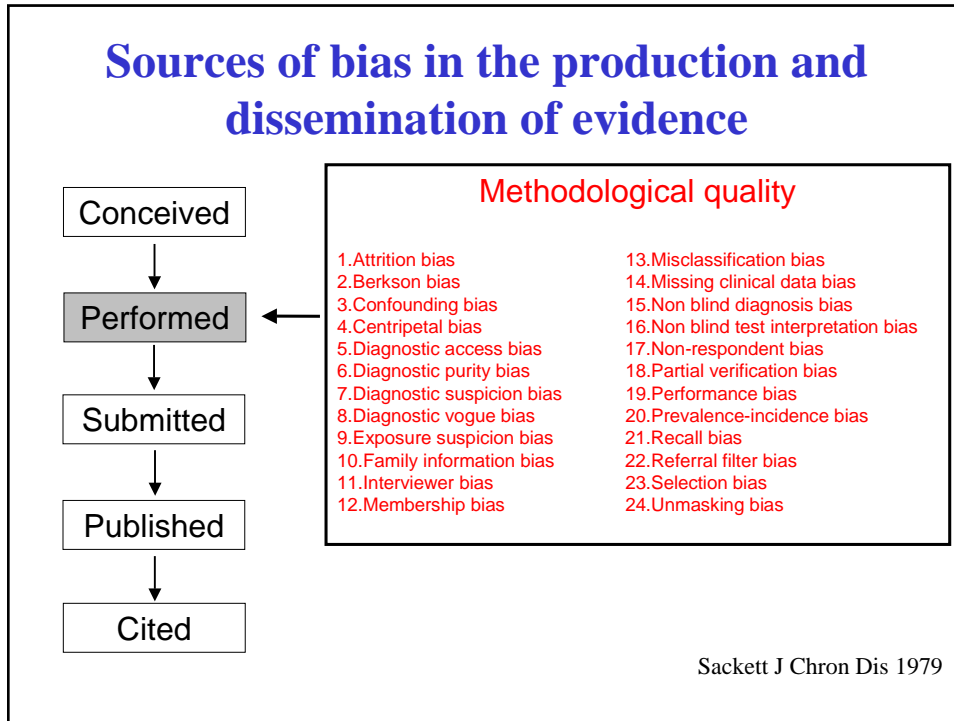 Sources of bias in the production and
dissemination of evidence
Conceived
Performed
Submitted
Published
Cited
Methodological quality
1.Attrition bias
2.Berkson bias
3.Confounding bias
4.Centripetal bias
5.Diagnostic access bias
6.Diagnostic purity bias
7.Diagnostic suspicion bias
8.Diagnostic vogue bias
9.Exposure suspicion bias
10.Family information bias
11.Interviewer bias
12.Membership bias
13.Misclassification bias
14.Missing clinical data bias
15.Non blind diagnosis bias
16.Non blind test interpretation bias
17.Non-respondent bias
18.Partial verification bias
19.Performance bias
20.Prevalence-incidence bias
21.Recall bias
22.Referral filter bias
23.Selection bias
24.Unmasking bias
Sackett J Chron Dis 1979